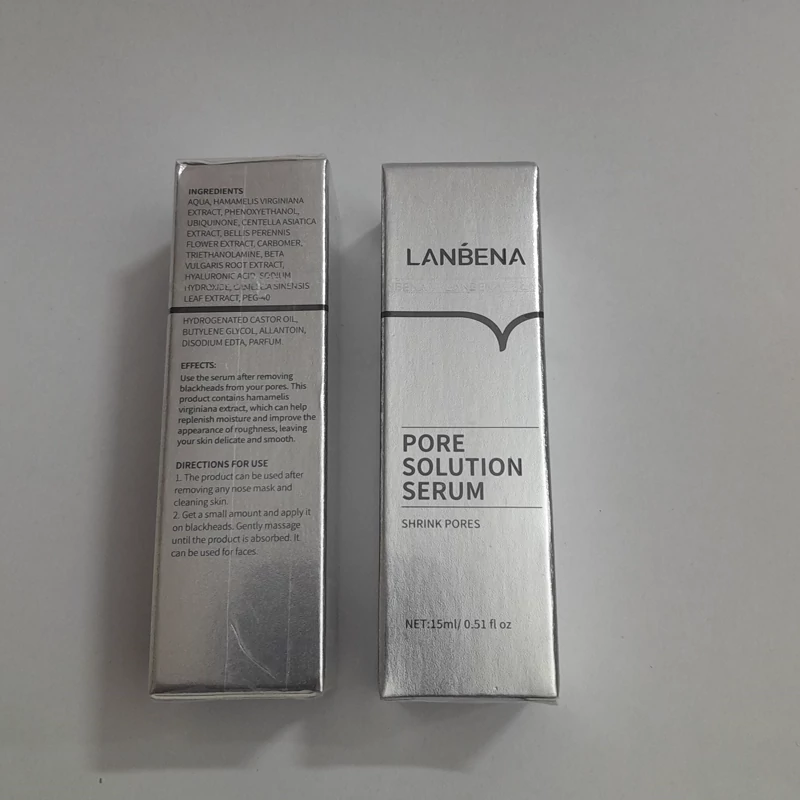 INGREDIENTS
AQUA, HAMAMELIS VIRGINIANA
EXTRACT, PHENOXYETHANOL,
UBIQUINONE, CENTELLA ASIATICA
EXTRACT, BELLIS PERENNIS
FLOWER EXTRACT, CARBOMER,
TRIETHANOLAMINE, BETA
VULGARIS ROOT EXTRACT,
HYALURONIC ACID, SODIUM
HYDROXIDE, CAMELLIA SINENSIS
LEAF EXTRACT, PEG-40
HYDROGENATED CASTOR OIL,
BUTYLENE GLYCOL, ALLANTOIN,
DISODIUM EDTA, PARFUM
EFFECTS:
Use the serum after removing
blackheads from your pores. This
product contains hamamelis
virginiana extract, which can help
replenish moisture and improve the
appearance of roughness, leaving
your skin delicate and smooth.
DIRECTIONS FOR USE
1. The product can be used after
removing any nose mask and
cleaning skin.
2. Get a small amount and apply it
on blackheads. Gently massage
until the product is absorbed. It
can be used for faces.
LANBÉNA
PORE
SOLUTION
SERUM
SHRINK PORES
NET:15ml/ 0.51 fl oz